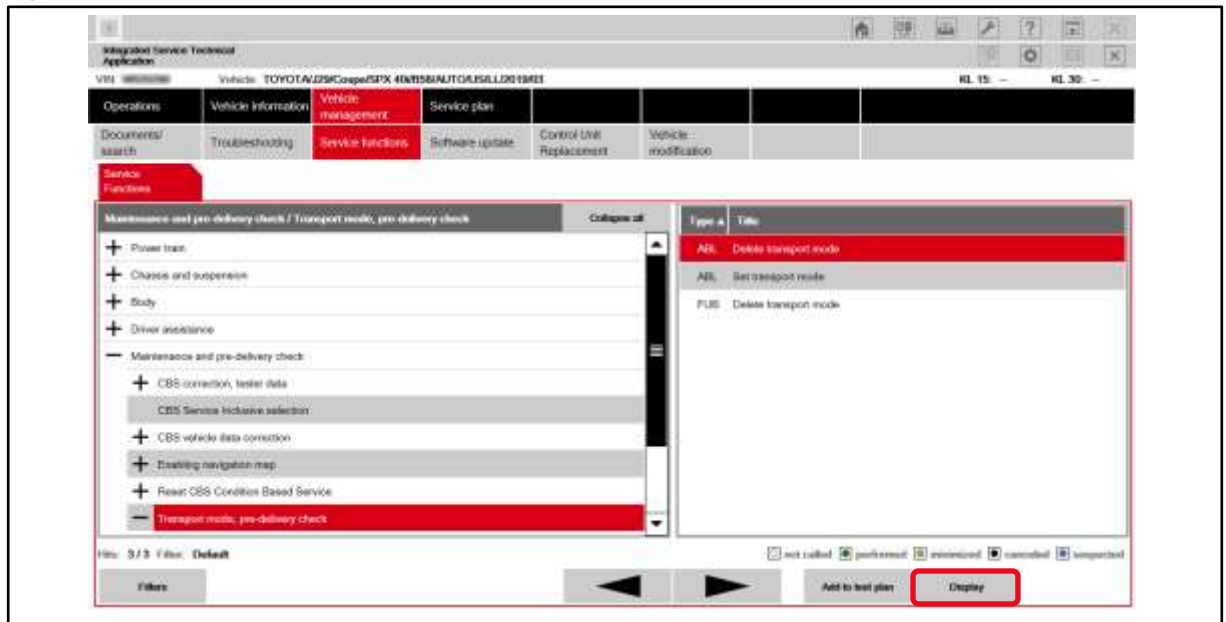 Integrated Service Technical
Application
VIN Vehicle: TOYOTA/J29/Coupe/SPX 40i/B58/AUTO/US/LL/2019/03 KL 15: -- KL 30: --
Operations Vehicle information Vehicle management Service plan
Documents/ search Troubleshooting Service functions Software update Control Unit Replacement Vehicle modification
Service
Functions
Maintenance and pre-delivery check / Transport mode, pre-delivery check Collapse all Type Title
Power train
ABL Delete transport mode
Chassis and suspension
ABL Set transport mode
Body
FUB Delete transport mode
Driver assistance
Maintenance and pre-delivery check
CBS correction, tester data
CBS Service Inclusive selection
CBS vehicle data correction
Enabling navigation map
Reset CBS Condition Based Service
Transport mode, pre-delivery check
Hits: 3 / 3 Filter: Default not called performed minimized canceled suspected
Filters Add to test plan Display